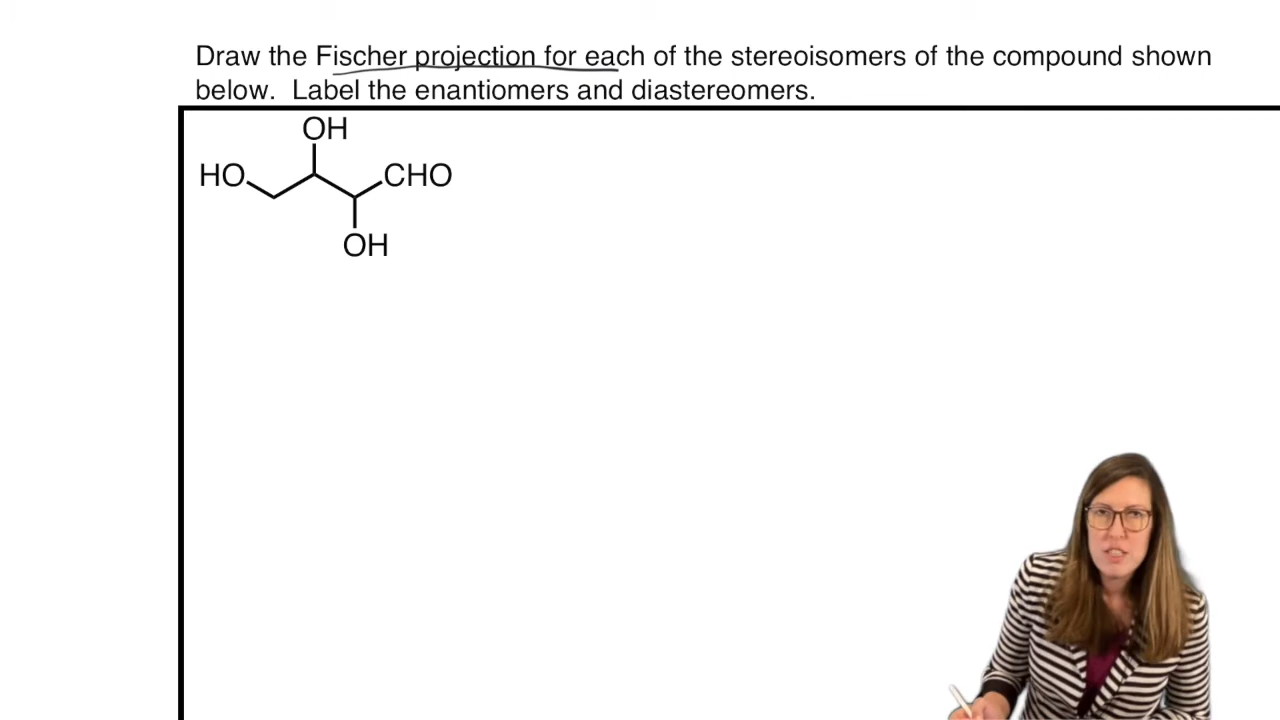 Draw the Fischer projection for each of the stereoisomers of the compound shown
below. Label the enantiomers and diastereomers.
OH
HO
CHO
OH